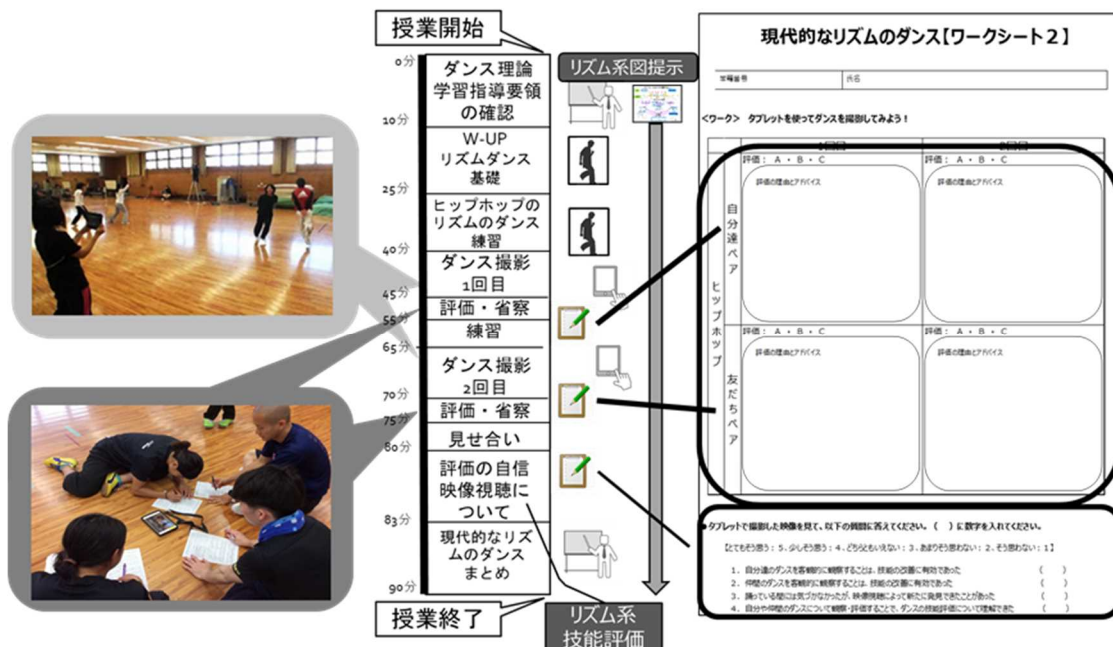 授業開始
0分
ダンス理論
学習指導要領
の確認
10分
W-UP
リズムダンス
基礎
25分
ヒップホップの
リズムのダンス
練習
40分
ダンス撮影
1回目
45分
評価・省察
55分
練習
65分
ダンス撮影
2回目
70分
評価・省察
75分
見せ合い
80分
評価の自信
映像視聴に
ついて
83分
現代的なリズ
ムのダンス
まとめ
90分
授業終了
リズム系図提示
リズム系
技能評価
現代的なリズムのダンス【ワークシート２】
氏名
<ワーク> タブレットを使ってダンスを撮影してみよう！
ヒップホップ
自分達ペア
評価： A ・ B ・ C
評価の理由とアドバイス
評価： A ・ B ・ C
評価の理由とアドバイス
友だちペア
評価： A ・ B ・ C
評価の理由とアドバイス
評価： A ・ B ・ C
評価の理由とアドバイス
タブレットで撮影した映像を見て、以下の質問に答えてください。（ ）に数字を入れてください。
【とてもそう思う：５、少しそう思う：４、どちらともいえない：３、あまりそう思わない：２、そう思わない：１】
１．自分達のダンスを客観的に観察することは、技能の改善に有効であった （ ）
２．仲間のダンスを客観的に観察することは、技能の改善に有効であった （ ）
３．踊っている間には気づかなかったが、映像視聴によって新たに発見できたことがあった （ ）
４．自分や仲間のダンスについて観察・評価することで、ダンスの技能評価について理解できた （ ）